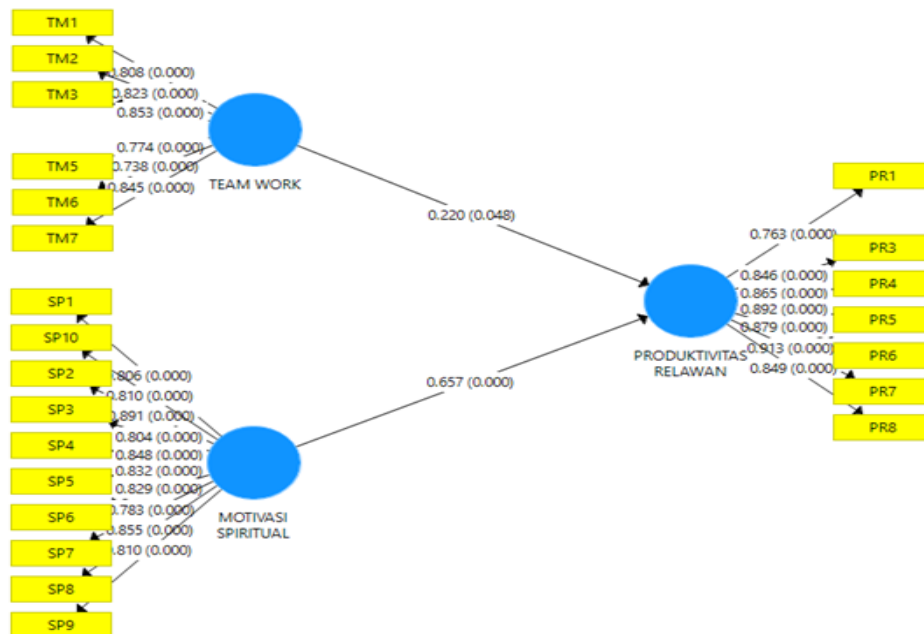 TM1
TM2
TM3
TM5
TM6
TM7
0.808 (0.000)
0.823 (0.000)
0.853 (0.000)
0.774 (0.000)
0.738 (0.000)
0.845 (0.000)
TEAM WORK
0.220 (0.048)
SP1
SP10
SP2
SP3
SP4
SP5
SP6
SP7
SP8
SP9
0.806 (0.000)
0.810 (0.000)
0.891 (0.000)
0.804 (0.000)
0.848 (0.000)
0.832 (0.000)
0.829 (0.000)
0.783 (0.000)
0.855 (0.000)
0.810 (0.000)
MOTIVASI
SPIRITUAL
0.657 (0.000)
PRODUKTIVITAS
RELAWAN
0.763 (0.000)
0.846 (0.000)
0.865 (0.000)
0.892 (0.000)
0.879 (0.000)
0.913 (0.000)
0.849 (0.000)
PR1
PR3
PR4
PR5
PR6
PR7
PR8